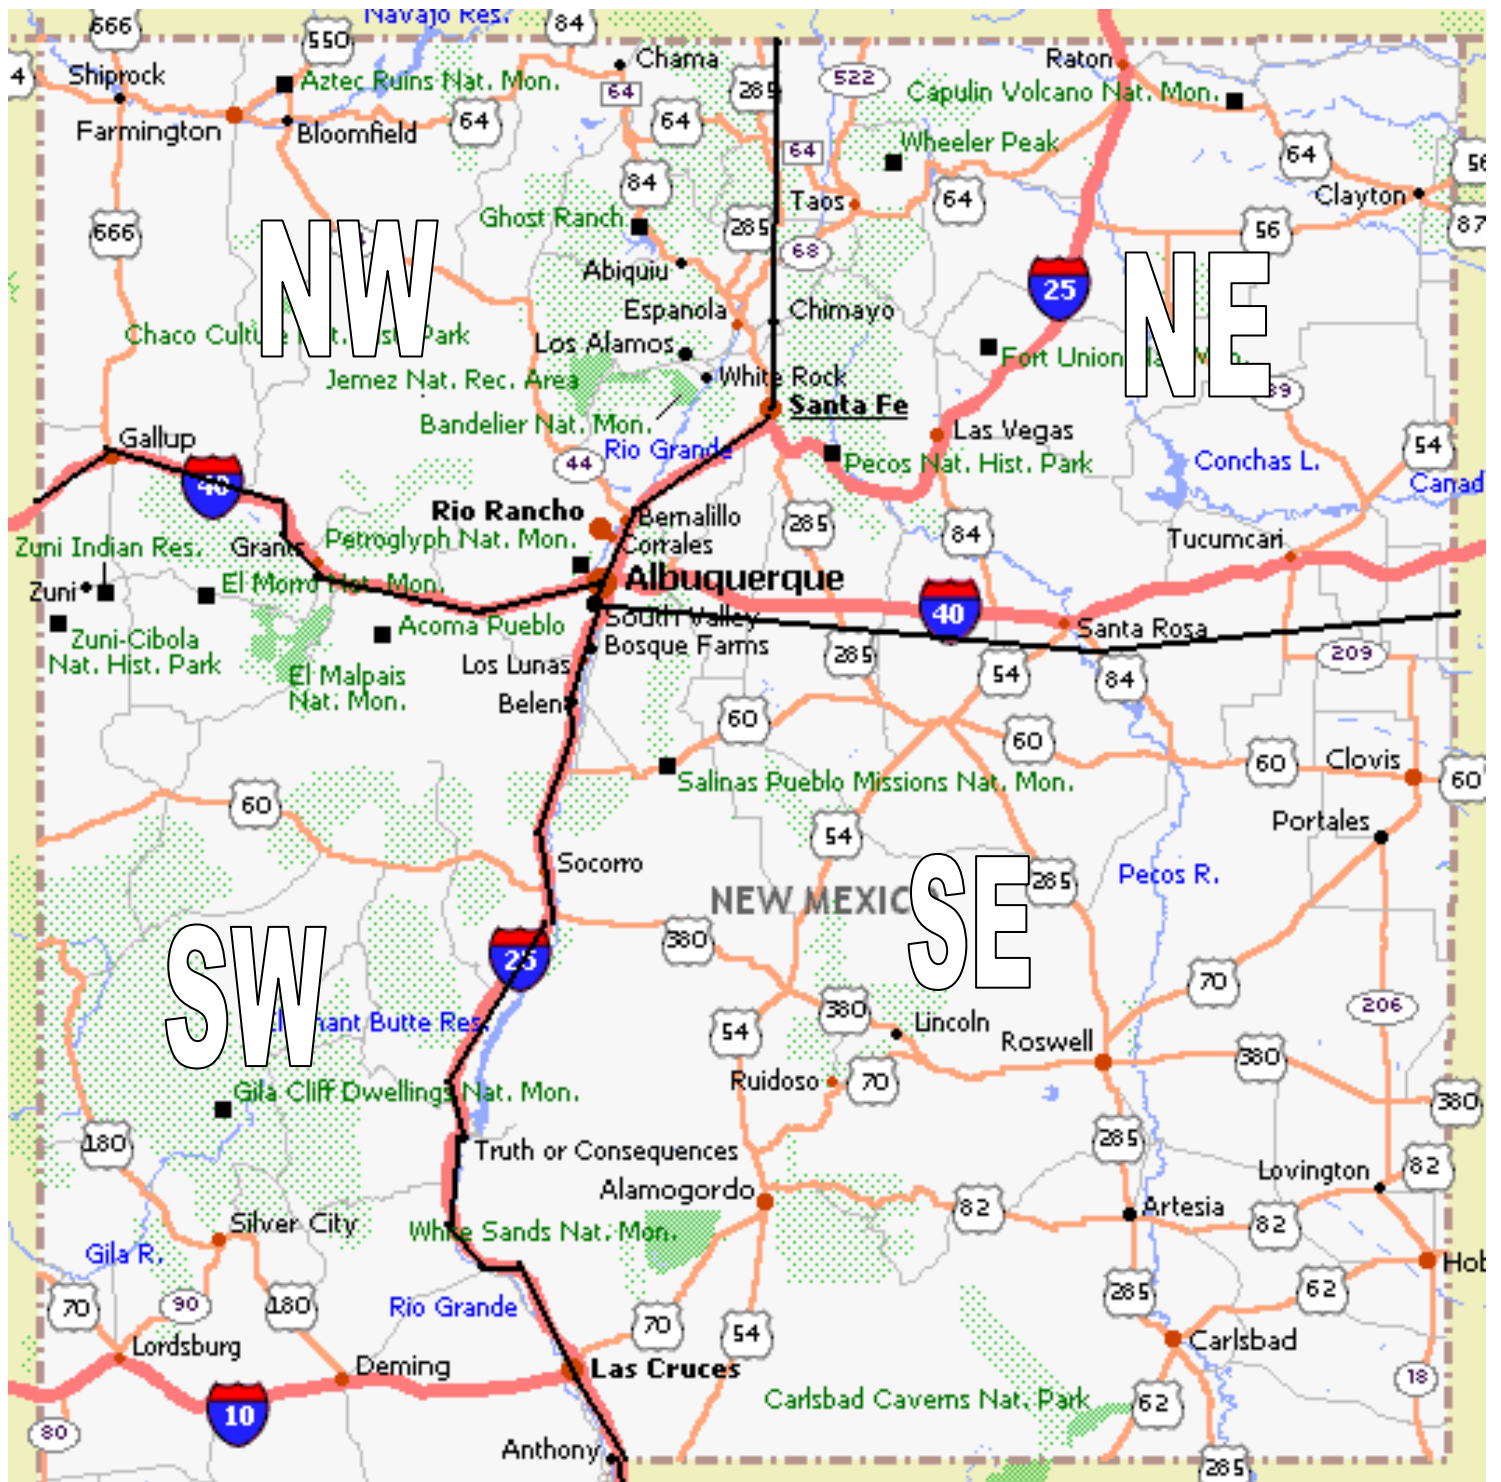 Navajo Res.
84
666
550
Chama
Raton
4
Shiprock
Aztec Ruins Nat. Mon.
64
285
522
Capulin Volcano Nat. Mon.
Farmington
Bloomfield
64
64
64
Wheeler Peak
64
56
84
Taos
64
Clayton
666
Ghost Ranch
285
68
56
87
NW
Abiquiu
25
NE
Espanola
Chimayo
Los Alamos
Fort Union
Jemez Nat. Rec. Area
White Rock
Bandelier Nat. Mon.
Santa Fe
Gallup
Rio Grande
Las Vegas
54
40
44
Pecos Nat. Hist. Park
Conchas L.
Canad
Rio Rancho
Bernalillo
285
84
Zuni Indian Res.
Grants
Petroglyph Nat. Mon.
Corrales
Tucumcari
Zuni
El Morro Nat. Mon.
Albuquerque
40
Zuni-Cibola
Nat. Hist. Park
Acoma Pueblo
South Valley
Santa Rosa
Los Lunas
Bosque Farms
285
209
El Malpais
Nat. Mon.
Belen
54
84
60
60
60
Clovis
60
Salinas Pueblo Missions Nat. Mon.
60
54
Portales
Socorro
NEW MEXIC
SE
285
Pecos R.
380
SW
25
70
206
54
380
Lincoln
Roswell
380
Butte Res.
Ruidoso
70
380
Gila Cliff Dwellings Nat. Mon.
180
Truth or Consequences
285
Lovington
82
Alamogordo
82
Artesia
82
Silver City
White Sands Nat. Mon.
Gila R.
Hob
70
90
180
Rio Grande
70
54
285
62
Lordsburg
Deming
Las Cruces
Carlsbad
10
Carlsbad Caverns Nat. Park
62
18
80
Anthony
285